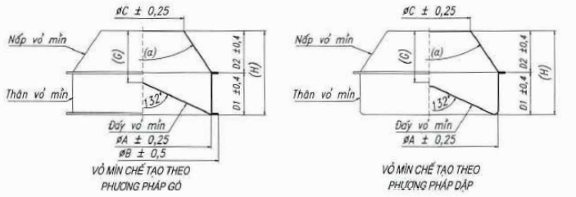 øC ± 0,25
Nắp vỏ mìn
(G)
(α)
D2 ±0,4
(H)
Thân vỏ mìn
132°
D1 ±0,4
Đáy vỏ mìn
øA ± 0,25
øB ± 0,5
VỎ MÌN CHẾ TẠO THEO
PHƯƠNG PHÁP GÒ
øC ± 0,25
Nắp vỏ mìn
(G)
(α)
D2 ±0,4
(H)
Thân vỏ mìn
132°
D1 ±0,4
Đáy vỏ mìn
øA ± 0,25
VỎ MÌN CHẾ TẠO THEO
PHƯƠNG PHÁP DẬP